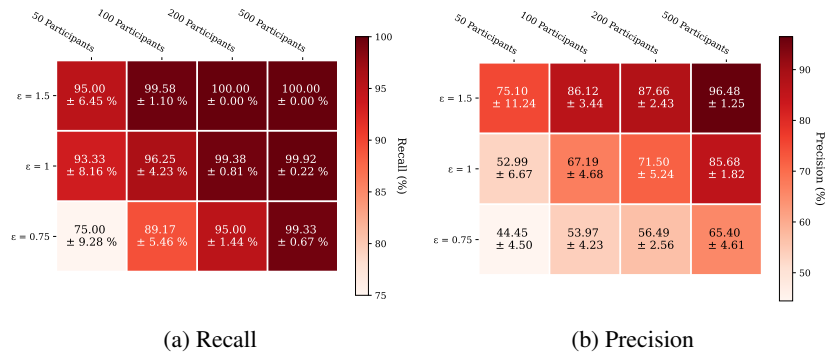 50 Participants
100 Participants
200 Participants
500 Participants
100
95
90
85
80
75
Recall (%)
ε = 1.5
95.00
± 6.45 %
99.58
± 1.10 %
100.00
± 0.00 %
100.00
± 0.00 %
ε = 1
93.33
± 8.16 %
96.25
± 4.23 %
99.38
± 0.81 %
99.92
± 0.22 %
ε = 0.75
75.00
± 9.28 %
89.17
± 5.46 %
95.00
± 1.44 %
99.33
± 0.67 %
(a) Recall
50 Participants
100 Participants
200 Participants
500 Participants
90
80
70
60
50
Precision (%)
ε = 1.5
75.10
± 11.24
86.12
± 3.44
87.66
± 2.43
96.48
± 1.25
ε = 1
52.99
± 6.67
67.19
± 4.68
71.50
± 5.24
85.68
± 1.82
ε = 0.75
44.45
± 4.50
53.97
± 4.23
56.49
± 2.56
65.40
± 4.61
(b) Precision